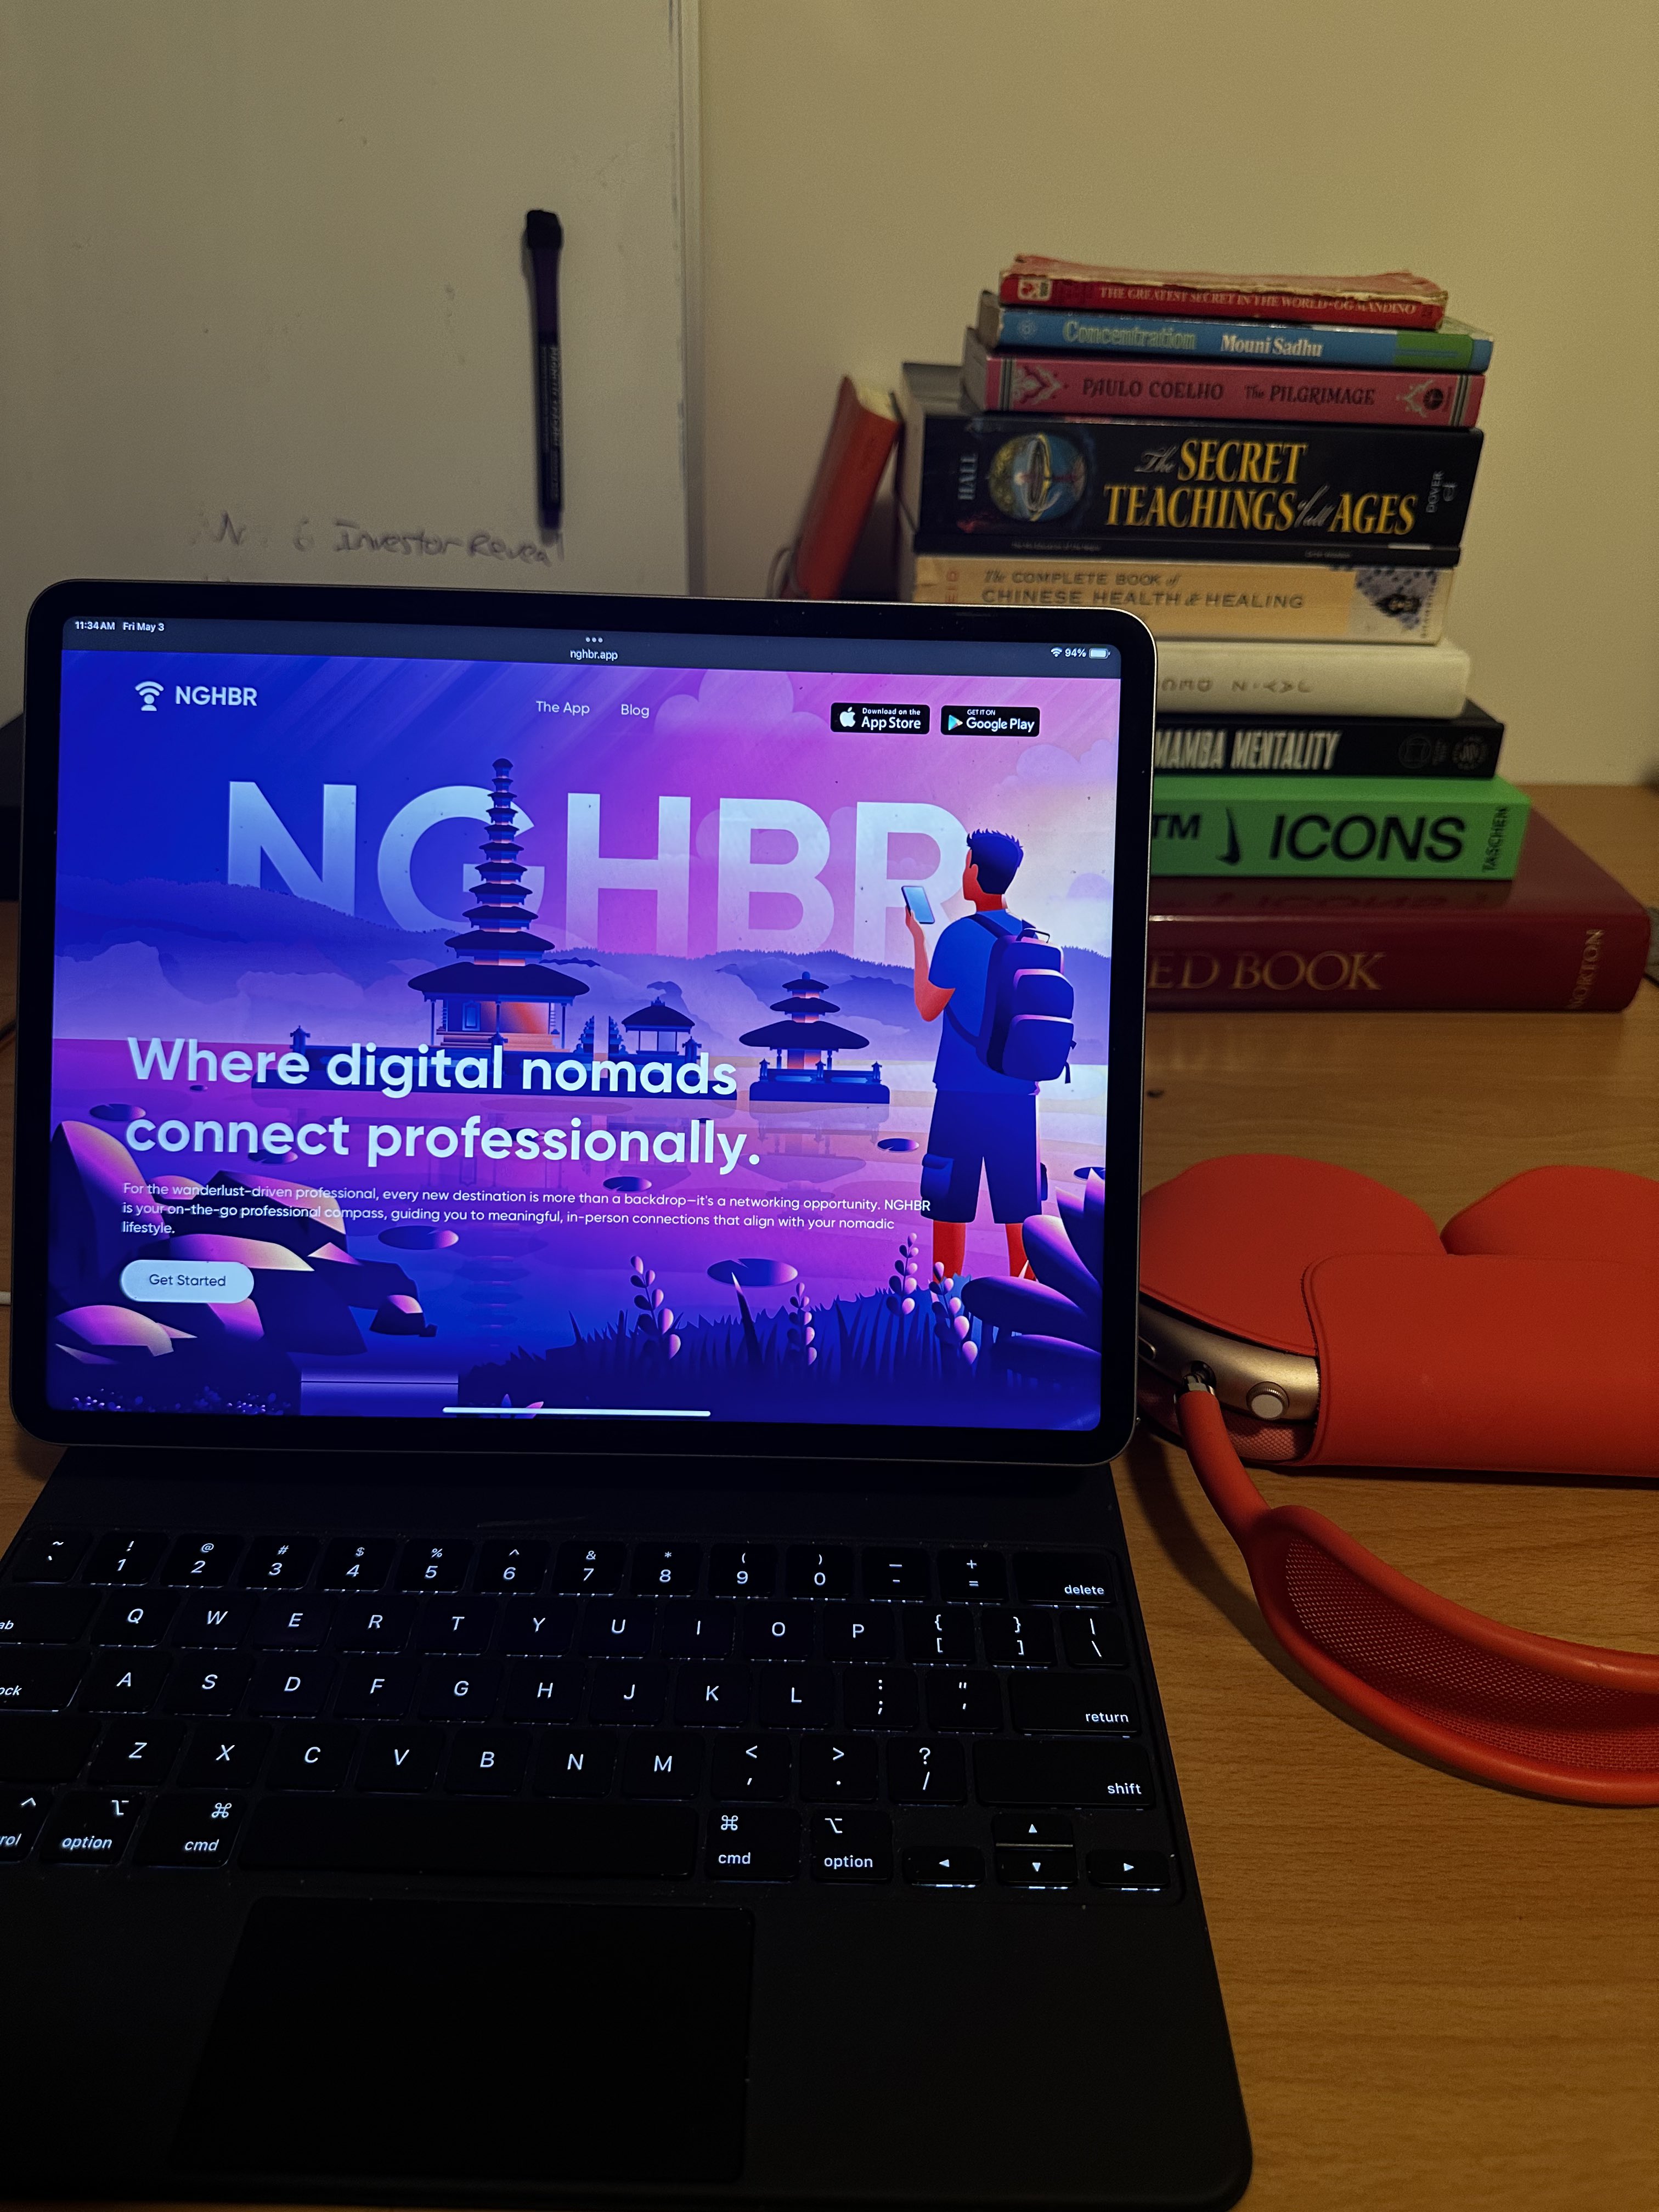 Investor Reveal
THE GREATEST SECRET IN THE WORLD-OG MANDINO
Concentration Mouni Sadhu
PAULO COELHO The PILGRIMAGE
HALL The SECRET TEACHINGS of all AGES DOVER
The COMPLETE BOOK of
CHINESE HEALTH & HEALING
MAMBA MENTALITY
TM ICONS TASCHEN
ED BOOK NORTON
11:34 AM Fri May 3
nghbr.app
94%
NGHBR
The App Blog
Download on the
App Store
GET IT ON
Google Play
NGHBR
Where digital nomads
connect professionally.
For the wanderlust-driven professional, every new destination is more than a backdrop—it's a networking opportunity. NGHBR
is your on-the-go professional compass, guiding you to meaningful, in-person connections that align with your nomadic
lifestyle.
Get Started
~ ! @ # $ % ^ & * ( ) — +
` 1 2 3 4 5 6 7 8 9 0 - = delete
ab Q W E R T Y U I O P { [ } ] | \
ock A S D F G H J K L : ; " ' return
Z X C V B N M < , > . ? / shift
rol option cmd cmd option